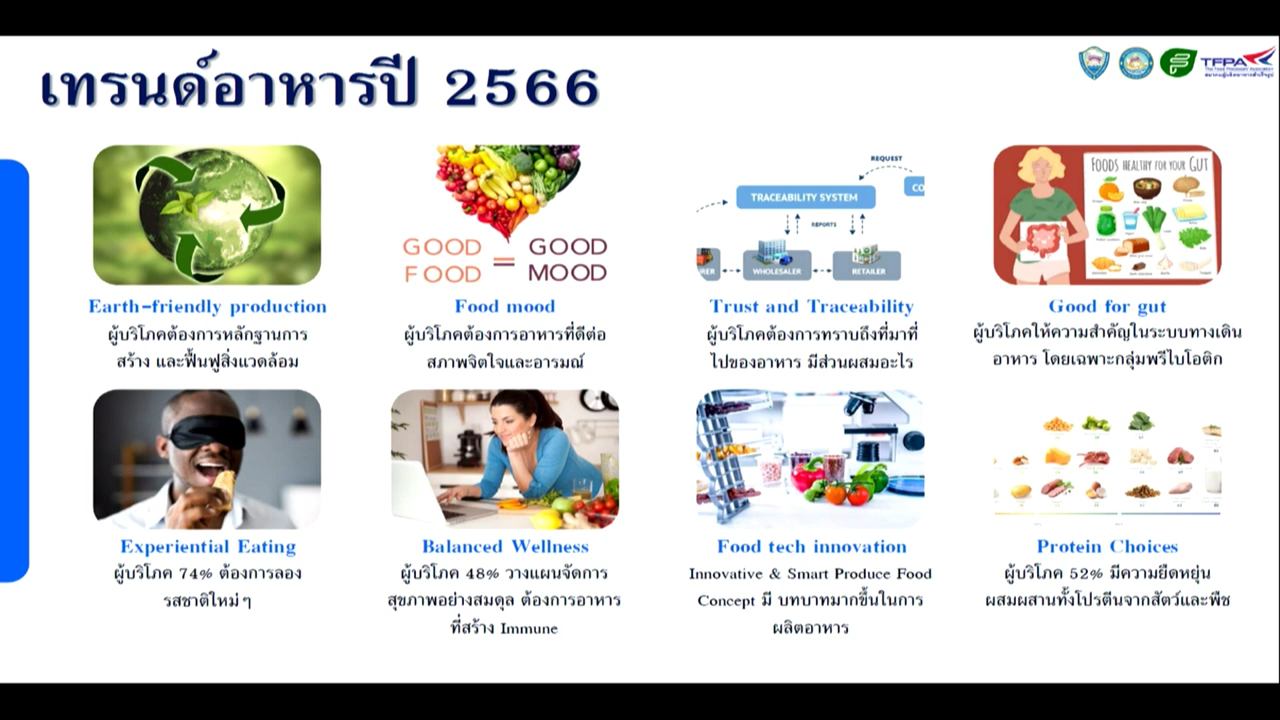 เทรนด์อาหารปี 2566
TFPA
GOOD FOOD = GOOD MOOD
REQUEST
CO
TRACEABILITY SYSTEM
REPORTS
RER
WHOLESALER
RETAILER
FOODS HEALTHY FOR YOUR GUT
Earth-friendly production
ผู้บริโภคต้องการหลักฐานการ
สร้าง และฟื้นฟูสิ่งแวดล้อม
Food mood
ผู้บริโภคต้องการอาหารที่ดีต่อ
สภาพจิตใจและอารมณ์
Trust and Traceability
ผู้บริโภคต้องการทราบถึงที่มาที่
ไปของอาหาร มีส่วนผสมอะไร
Good for gut
ผู้บริโภคให้ความสำคัญในระบบทางเดิน
อาหาร โดยเฉพาะกลุ่มพรีไบโอติก
Experiential Eating
ผู้บริโภค 74% ต้องการลอง
รสชาติใหม่ๆ
Balanced Wellness
ผู้บริโภค 48% วางแผนจัดการ
สุขภาพอย่างสมดุล ต้องการอาหาร
ที่สร้าง Immune
Food tech innovation
Innovative & Smart Produce Food
Concept มี บทบาทมากขึ้นในการ
ผลิตอาหาร
Protein Choices
ผู้บริโภค 52% มีความยืดหยุ่น
ผสมผสานทั้งโปรตีนจากสัตว์และพืช